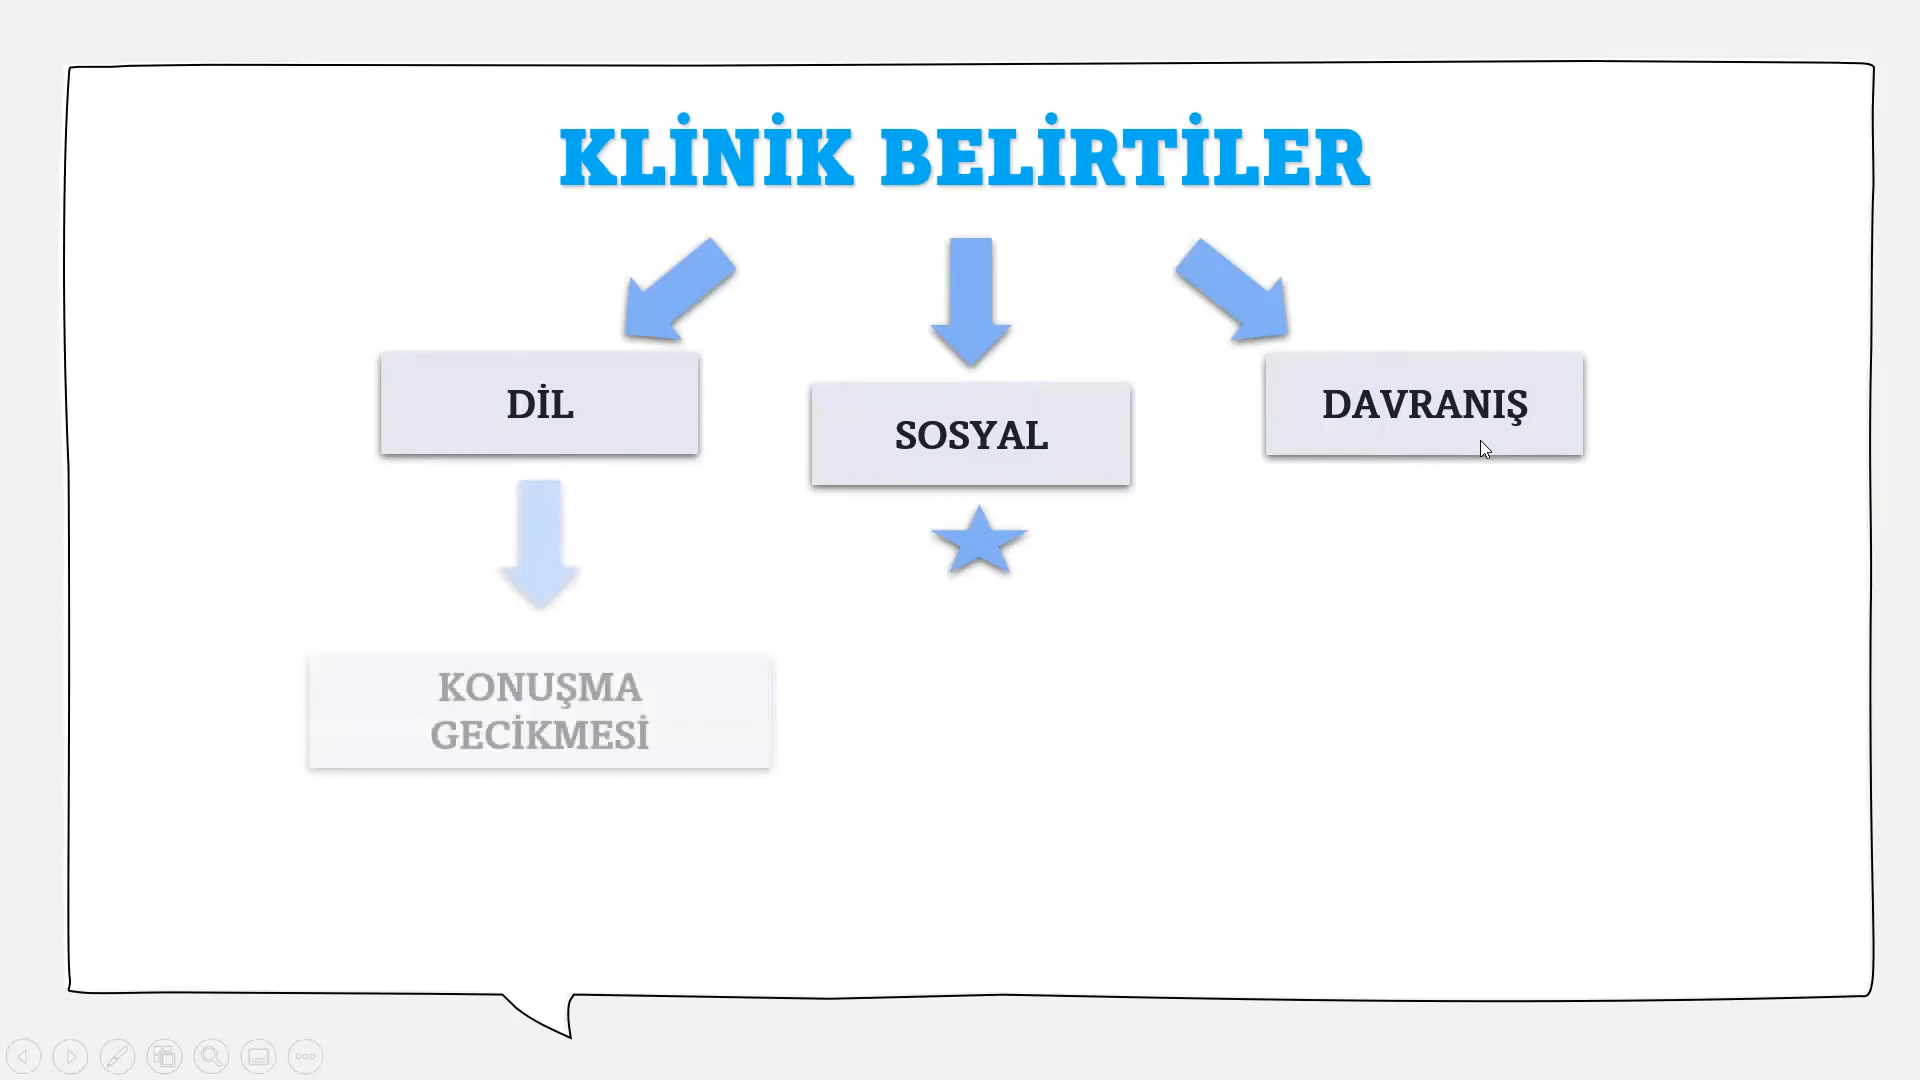 KLİNİK BELİRTİLER
DİL
SOSYAL
DAVRANIŞ
KONUŞMA
GECİKMESİ